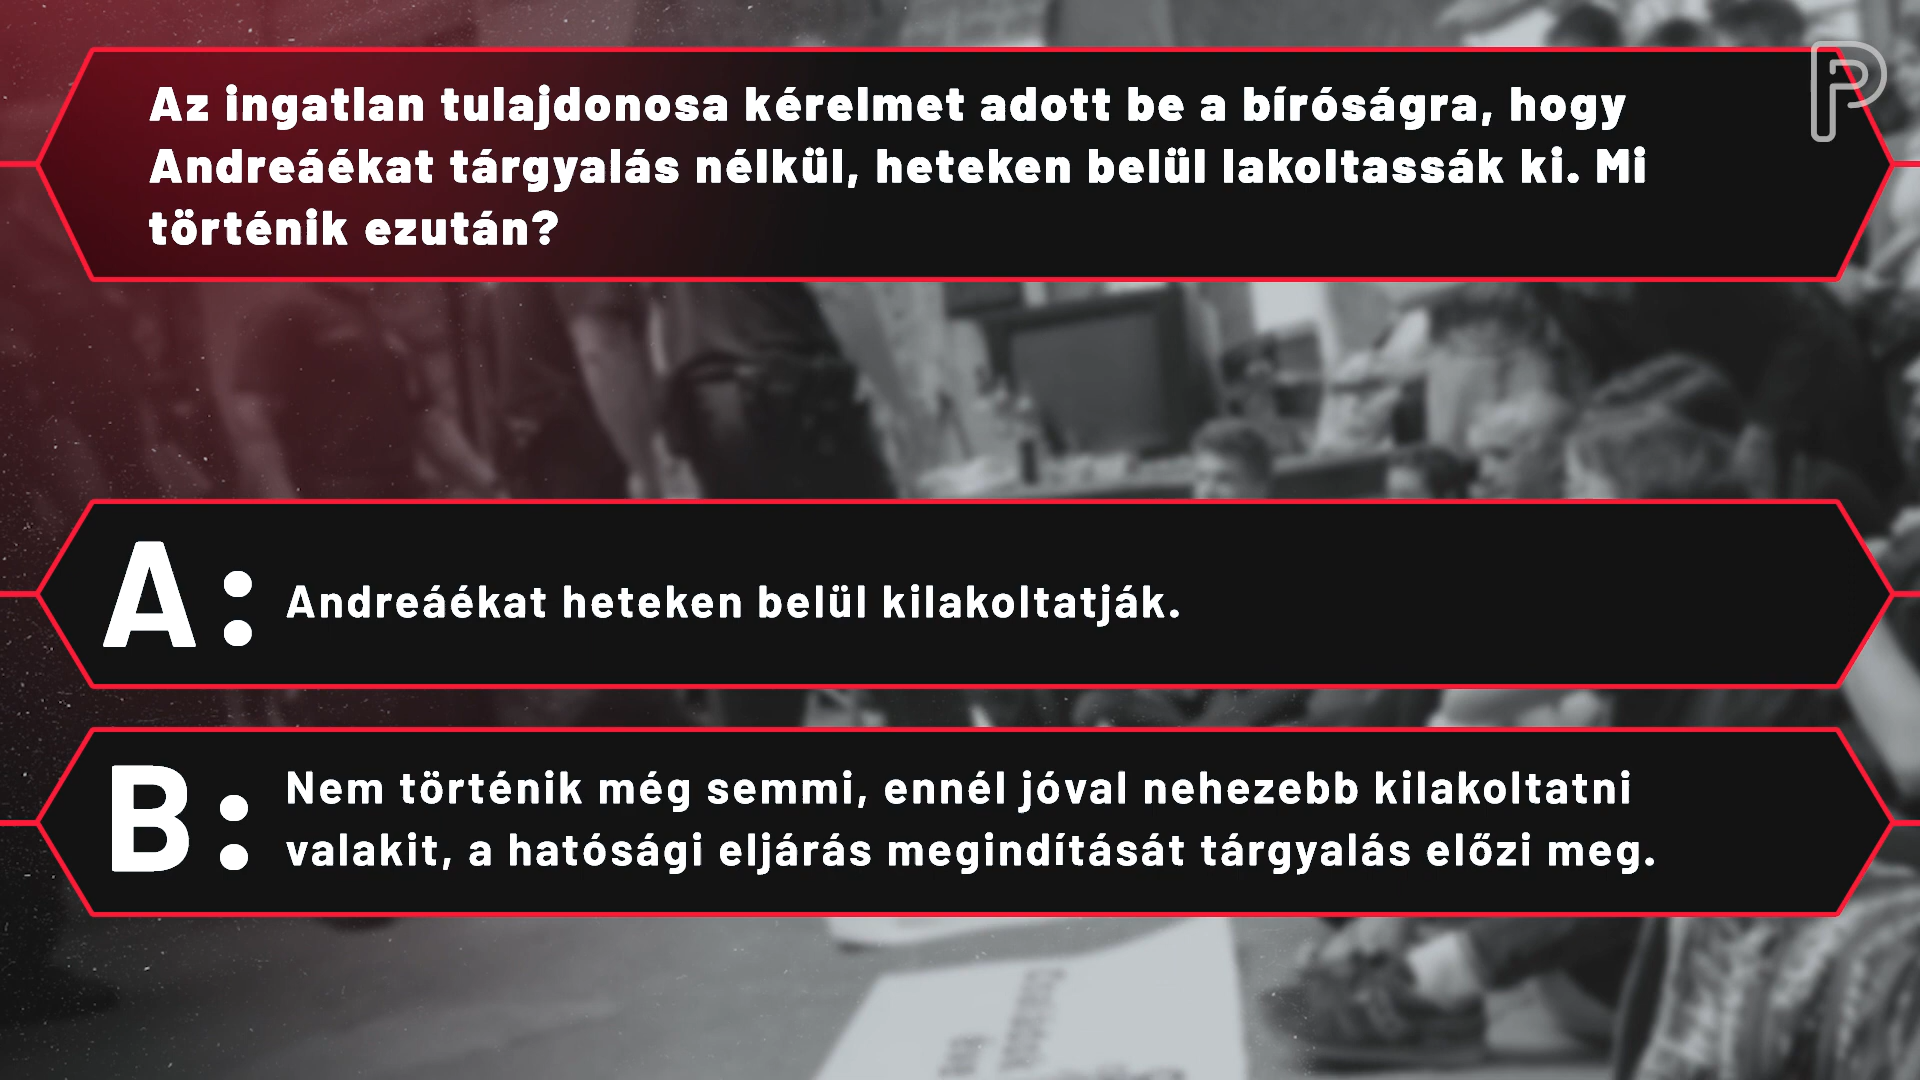 Az ingatlan tulajdonosa kérelmet adott be a bíróságra, hogy
Andreáékat tárgyalás nélkül, heteken belül lakoltassák ki. Mi
történik ezután?
P
A: Andreáékat heteken belül kilakoltatják.
B: Nem történik még semmi, ennél jóval nehezebb kilakoltatni
valakit, a hatósági eljárás megindítását tárgyalás előzi meg.